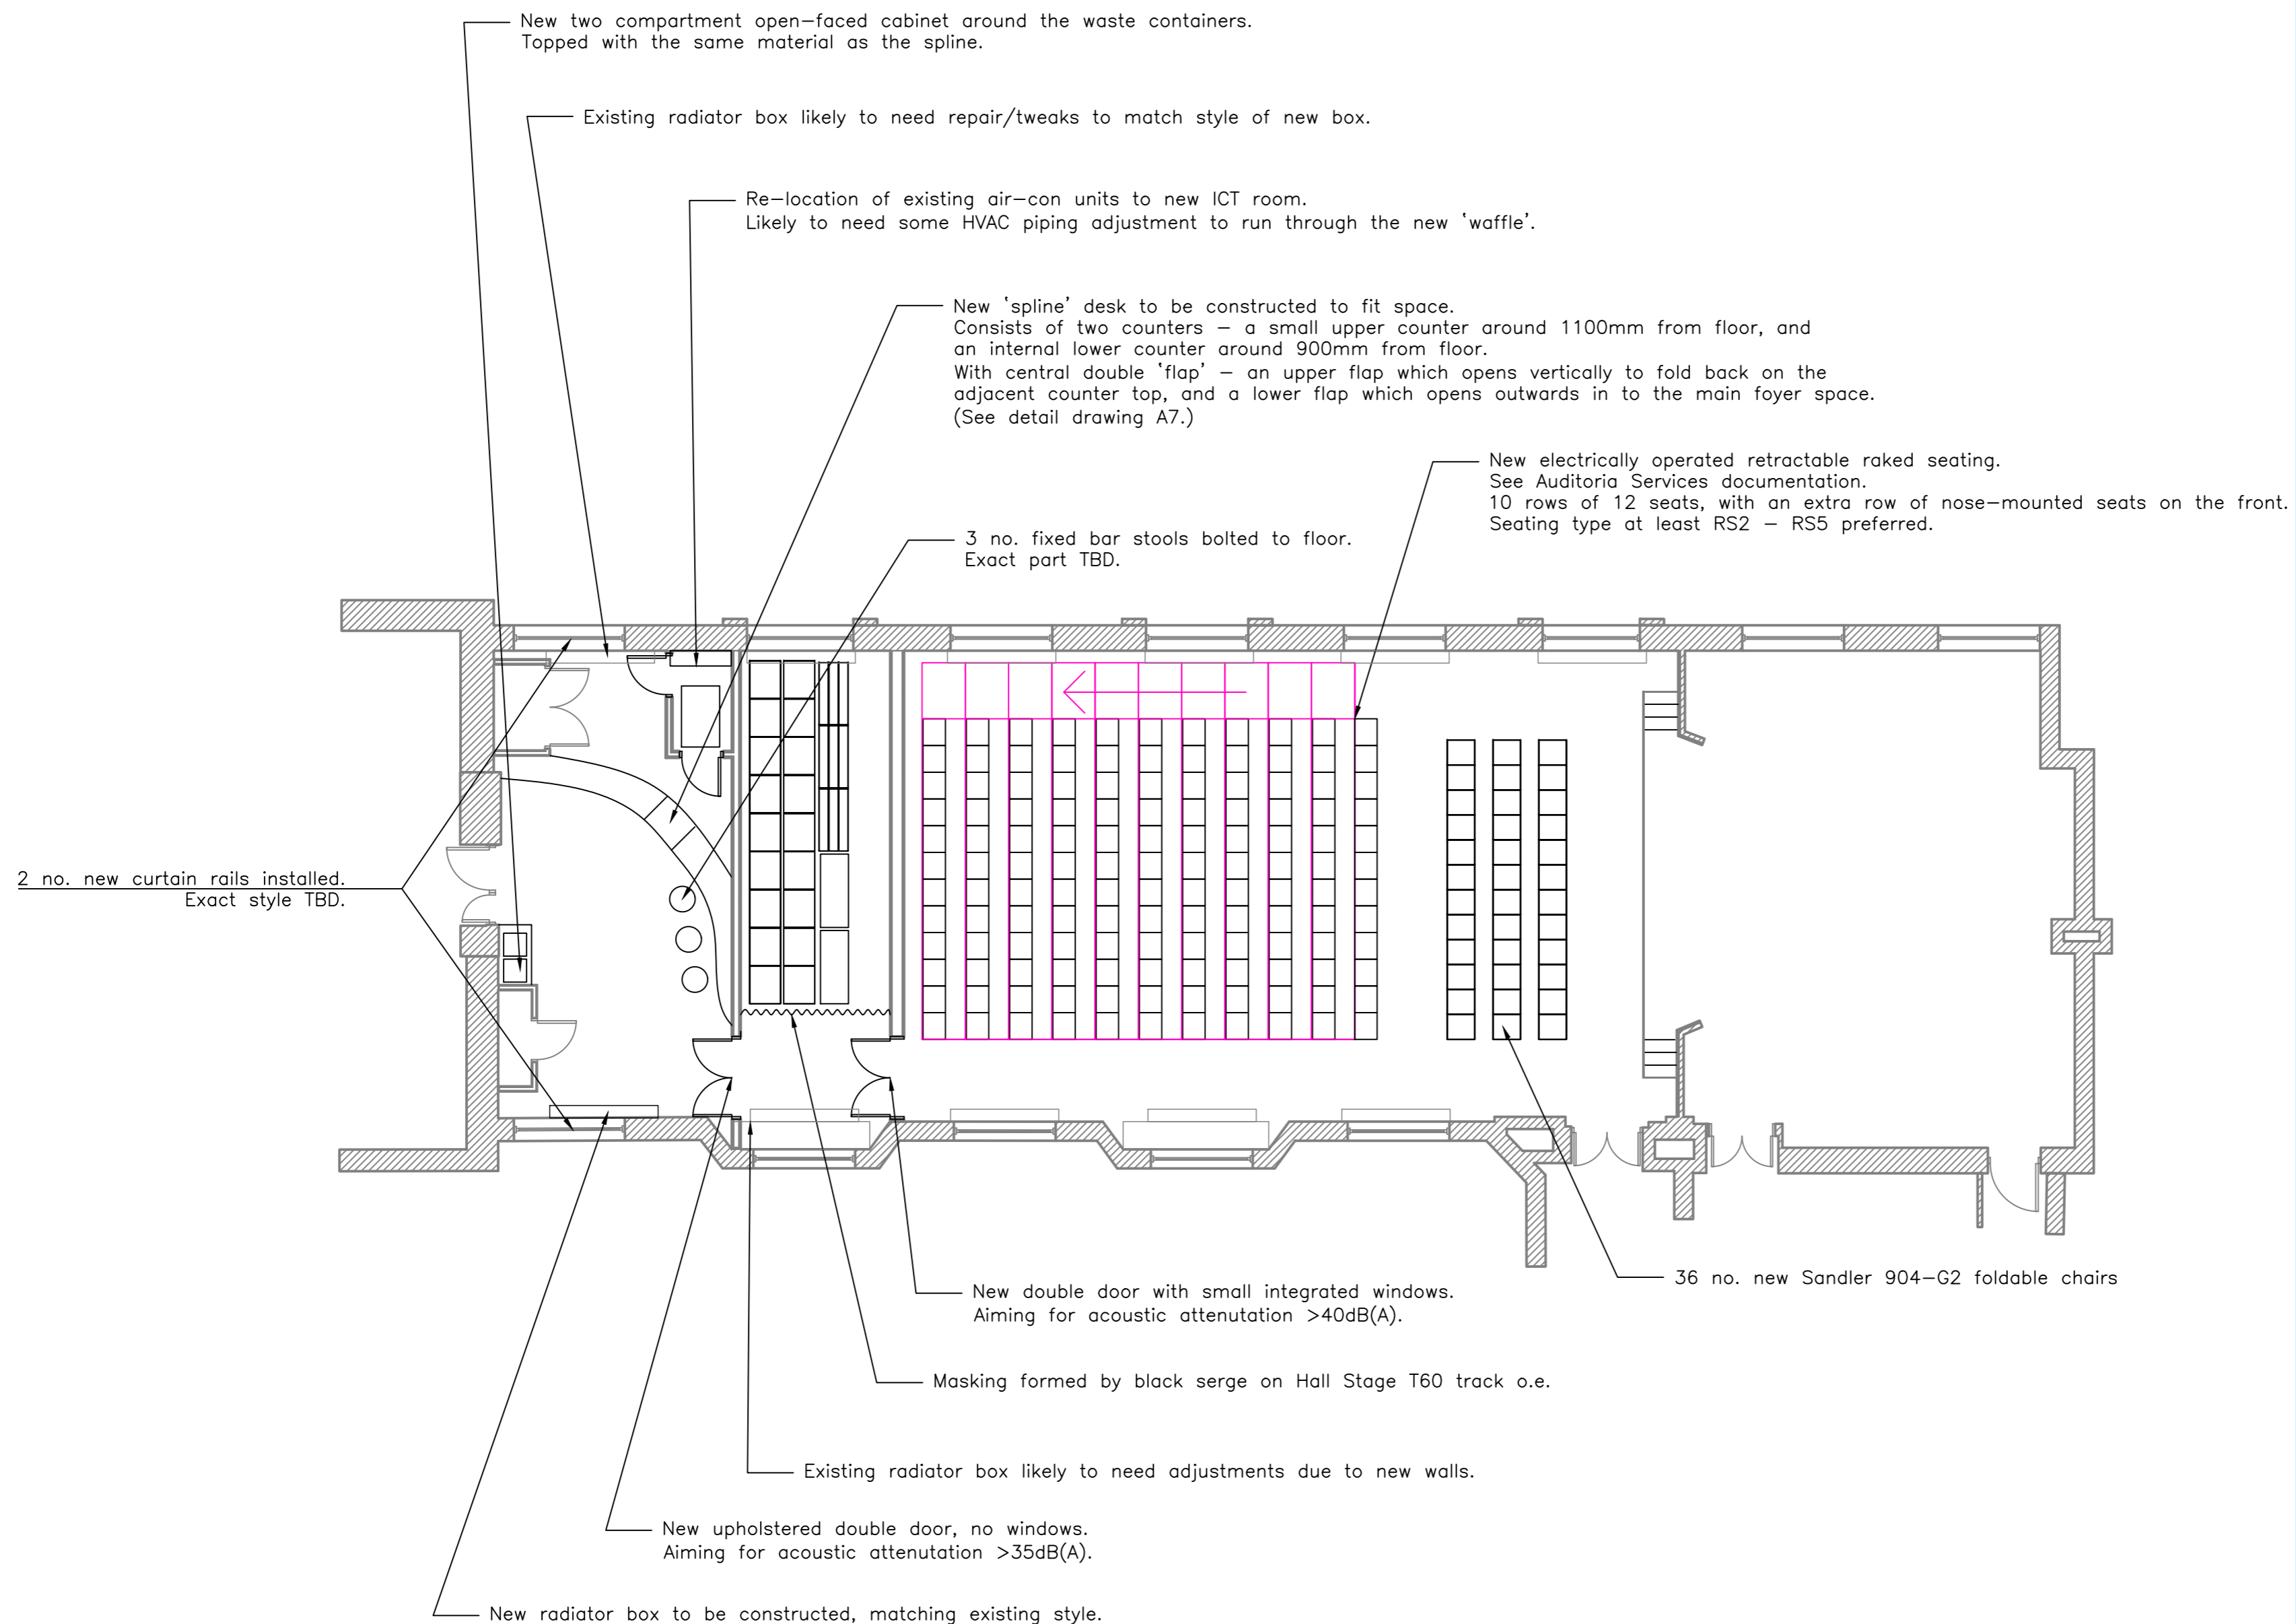 New two compartment open-faced cabinet around the waste containers.
Topped with the same material as the spline.
Existing radiator box likely to need repair/tweaks to match style of new box.
Re-location of existing air-con units to new ICT room.
Likely to need some HVAC piping adjustment to run through the new 'waffle'.
New 'spline' desk to be constructed to fit space.
Consists of two counters - a small upper counter around 1100mm from floor, and
an internal lower counter around 900mm from floor.
With central double 'flap' - an upper flap which opens vertically to fold back on the
adjacent counter top, and a lower flap which opens outwards in to the main foyer space.
(See detail drawing A7.)
New electrically operated retractable raked seating.
See Auditoria Services documentation.
10 rows of 12 seats, with an extra row of nose-mounted seats on the front.
Seating type at least RS2 - RS5 preferred.
3 no. fixed bar stools bolted to floor.
Exact part TBD.
2 no. new curtain rails installed.
Exact style TBD.
36 no. new Sandler 904-G2 foldable chairs
New double door with small integrated windows.
Aiming for acoustic attenutation >40dB(A).
Masking formed by black serge on Hall Stage T60 track o.e.
Existing radiator box likely to need adjustments due to new walls.
New upholstered double door, no windows.
Aiming for acoustic attenutation >35dB(A).
New radiator box to be constructed, matching existing style.